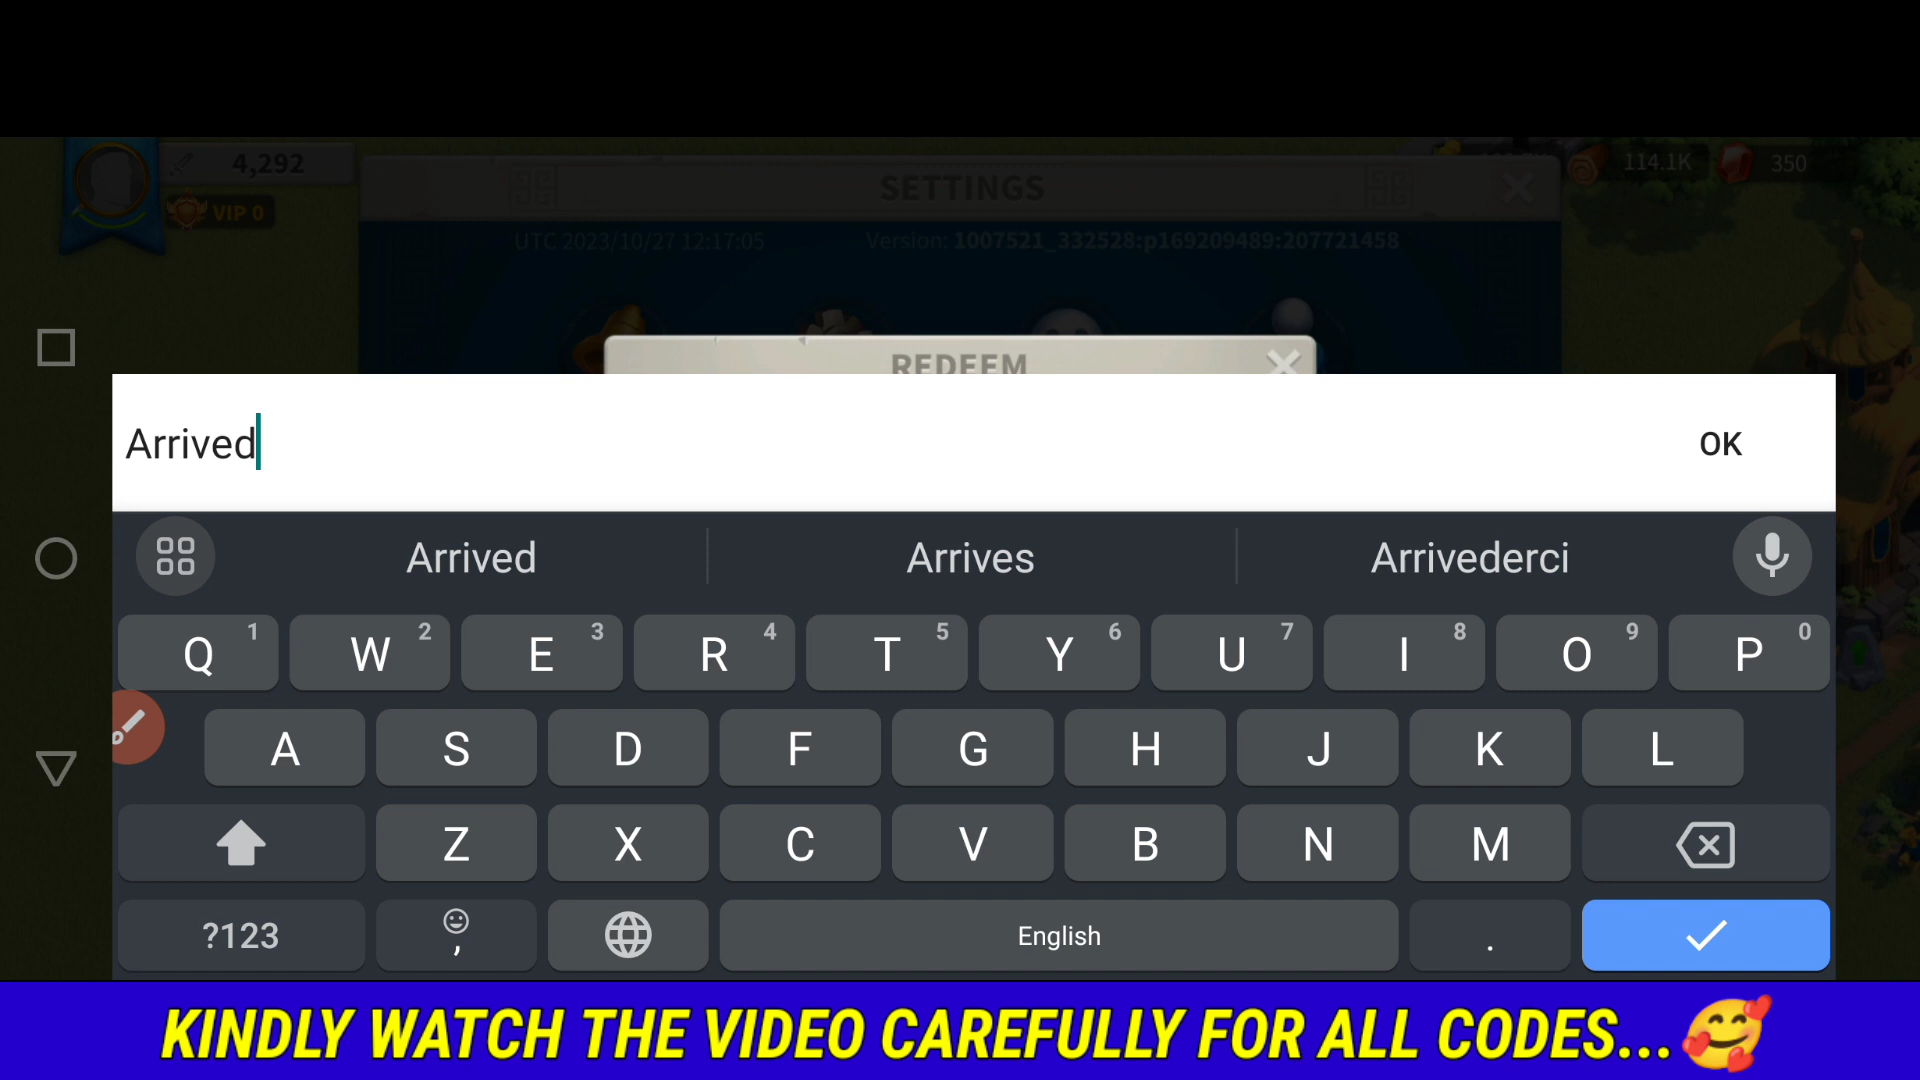 4,292
VIP 0
SETTINGS
114.1K
350
UTC 2023/10/27 12:17:05
Version: 1007521_332528:p169209489:207721458
REDEEM
Arrived
OK
Arrived Arrives Arrivederci
Q 1 W 2 E 3 R 4 T 5 Y 6 U 7 I 8 O 9 P 0
A S D F G H J K L
Z X C V B N M
?123 , English .
KINDLY WATCH THE VIDEO CAREFULLY FOR ALL CODES...